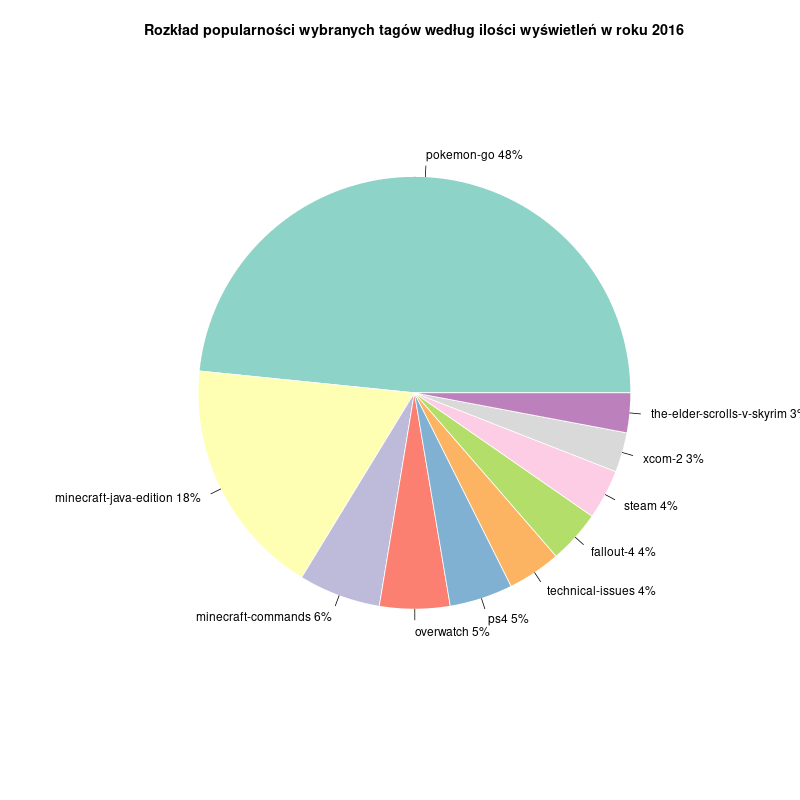 Rozkład popularności wybranych tagów według ilości wyświetleń w roku 2016
pokemon-go 48%
the-elder-scrolls-v-skyrim 3%
xcom-2 3%
minecraft-java-edition 18%
steam 4%
fallout-4 4%
technical-issues 4%
minecraft-commands 6%
ps4 5%
overwatch 5%